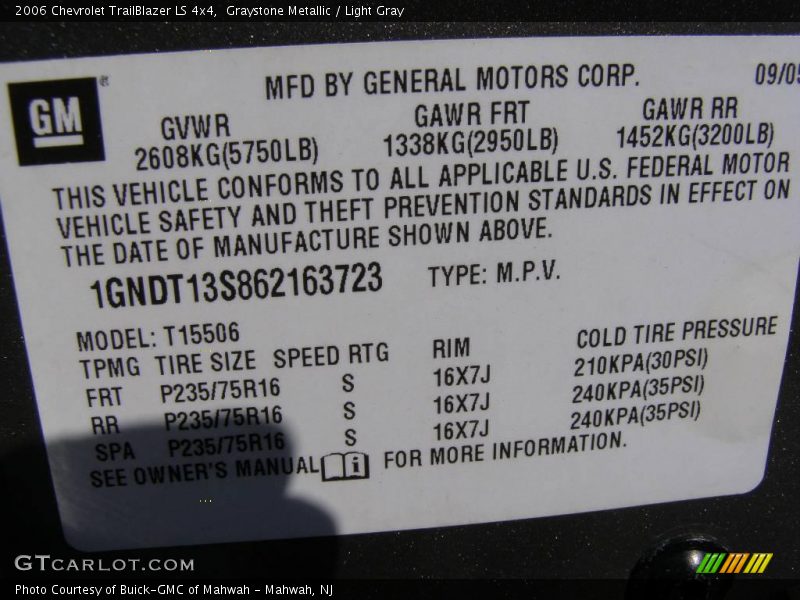 2006 Chevrolet TrailBlazer LS 4x4, Graystone Metallic / Light Gray
GM ®
MFD BY GENERAL MOTORS CORP. 09/05
GVWR GAWR FRT GAWR RR
2608KG(5750LB) 1338KG(2950LB) 1452KG(3200LB)
THIS VEHICLE CONFORMS TO ALL APPLICABLE U.S. FEDERAL MOTOR
VEHICLE SAFETY AND THEFT PREVENTION STANDARDS IN EFFECT ON
THE DATE OF MANUFACTURE SHOWN ABOVE.
1GNDT13S862163723 TYPE: M.P.V.
MODEL: T15506
TPMG TIRE SIZE SPEED RTG RIM COLD TIRE PRESSURE
FRT P235/75R16 S 16X7J 210KPA(30PSI)
RR P235/75R16 S 16X7J 240KPA(35PSI)
SPA P235/75R16 S 16X7J 240KPA(35PSI)
SEE OWNER'S MANUAL i FOR MORE INFORMATION.
GTCARLOT.COM
Photo Courtesy of Buick-GMC of Mahwah - Mahwah, NJ